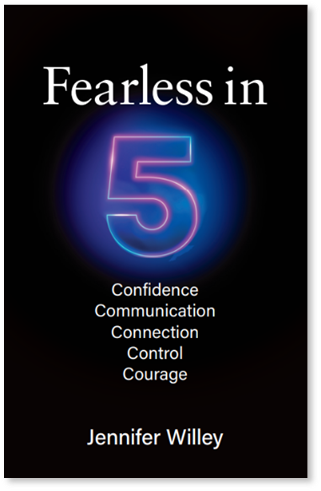 Fearless in
5
Confidence
Communication
Connection
Control
Courage
Jennifer Willey